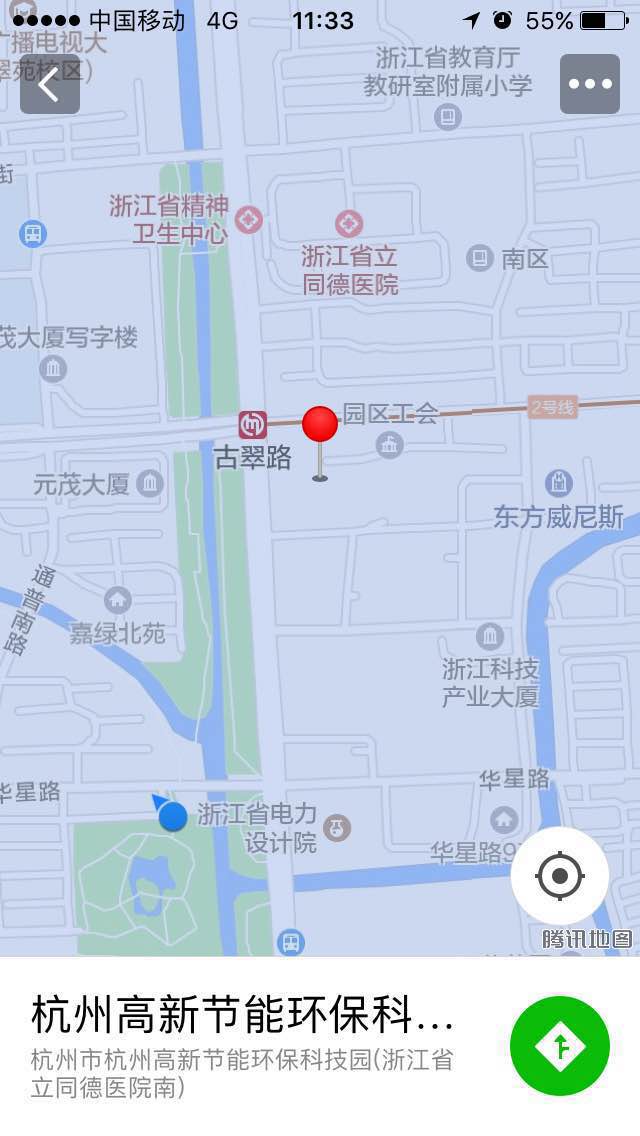 中国移动 4G 11:33 55%
广播电视大
翠苑校区)
浙江省教育厅
教研室附属小学
街
浙江省精神
卫生中心
浙江省立
同德医院
南区
茂大厦写字楼
园区工会
2号线
古翠路
元茂大厦
东方威尼斯
通普南路
嘉绿北苑
浙江科技
产业大厦
华星路
华星路
浙江省电力
设计院
华星路9
腾讯地图
杭州高新节能环保科...
杭州市杭州高新节能环保科技园(浙江省
立同德医院南)